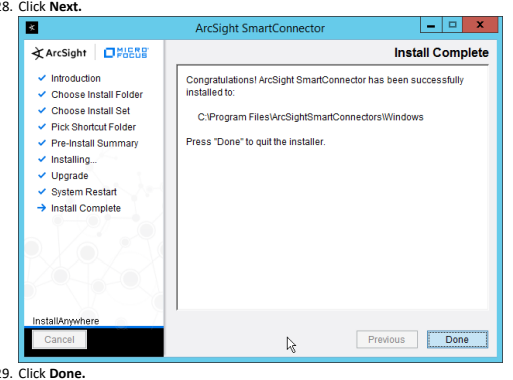 28. Click Next.
ArcSight SmartConnector
ArcSight MICRO FOCUS
Install Complete
Introduction
Choose Install Folder
Choose Install Set
Pick Shortcut Folder
Pre-Install Summary
Installing...
Upgrade
System Restart
Install Complete
Congratulations! ArcSight SmartConnector has been successfully
installed to:
C:\Program Files\ArcSightSmartConnectors\Windows
Press "Done" to quit the installer.
InstallAnywhere
Cancel
Previous
Done
29. Click Done.